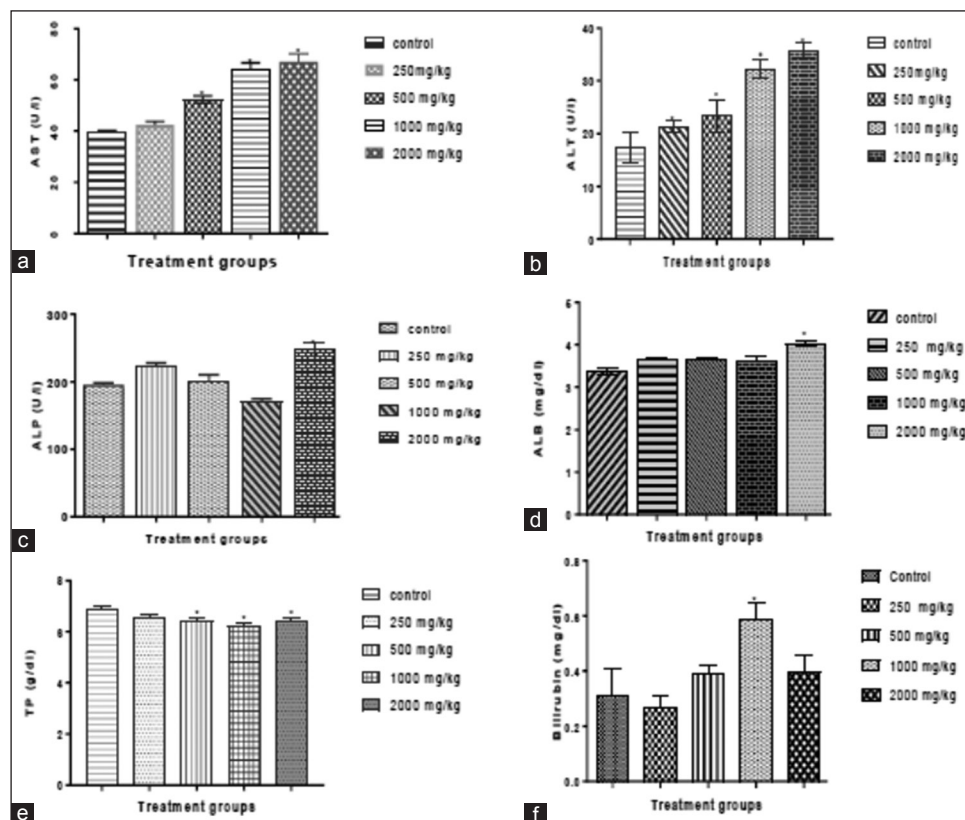 80
60
40
20
0
AST (U/l)
control
250mg/kg
500 mg/kg
1000 mg/kg
2000 mg/kg
* * *
Treatment groups
a
40
30
20
10
0
ALT (U/l)
control
250mg/kg
500 mg/kg
1000 mg/kg
2000 mg/kg
* * * *
Treatment groups
b
300
200
100
0
ALP (U/l)
control
250 mg/kg
500 mg/kg
1000 mg/kg
2000 mg/kg
*
Treatment groups
c
6
4
2
0
ALB (mg/dl)
control
250 mg/kg
500 mg/kg
1000 mg/kg
2000 mg/kg
*
Treatment groups
d
8
6
4
2
0
TP (g/dl)
control
250 mg/kg
500 mg/kg
1000 mg/kg
2000 mg/kg
* * *
Treatment groups
e
0.8
0.6
0.4
0.2
0.0
Bilirubin (mg/dl)
Control
250 mg/kg
500 mg/kg
1000 mg/kg
2000 mg/kg
*
Treatment groups
f